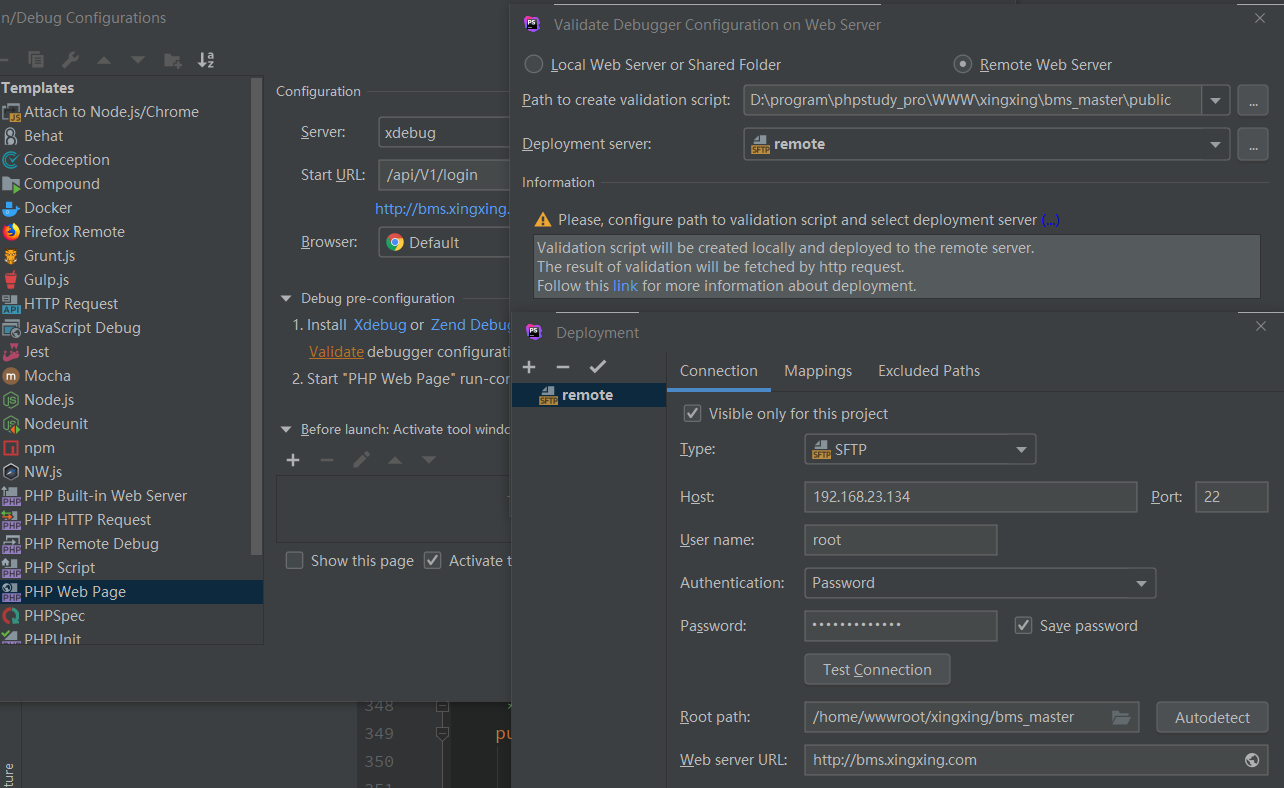 n/Debug Configurations
Templates
Attach to Node.js/Chrome
Behat
Codeception
Compound
Docker
Firefox Remote
Grunt.js
Gulp.js
HTTP Request
JavaScript Debug
Jest
Mocha
Node.js
Nodeunit
npm
NW.js
PHP Built-in Web Server
PHP HTTP Request
PHP Remote Debug
PHP Script
PHP Web Page
PHPSpec
PHPUnit
Configuration
Server: xdebug
Start URL: /api/V1/login
http://bms.xingxing.
Browser: Default
Debug pre-configuration
1. Install Xdebug or Zend Debug
Validate debugger configurati
2. Start "PHP Web Page" run-con
Before launch: Activate tool windo
Show this page Activate t
348
349 pu
350
351
ture
Validate Debugger Configuration on Web Server
Local Web Server or Shared Folder Remote Web Server
Path to create validation script: D:\program\phpstudy_pro\WWW\xingxing\bms_master\public ...
Deployment server: SFTP remote ...
Information
Please, configure path to validation script and select deployment server (...)
Validation script will be created locally and deployed to the remote server.
The result of validation will be fetched by http request.
Follow this link for more information about deployment.
Deployment
SFTP remote
Connection Mappings Excluded Paths
Visible only for this project
Type: SFTP SFTP
Host: 192.168.23.134 Port: 22
User name: root
Authentication: Password
Password: ••••••••••••• Save password
Test Connection
Root path: /home/wwwroot/xingxing/bms_master Autodetect
Web server URL: http://bms.xingxing.com